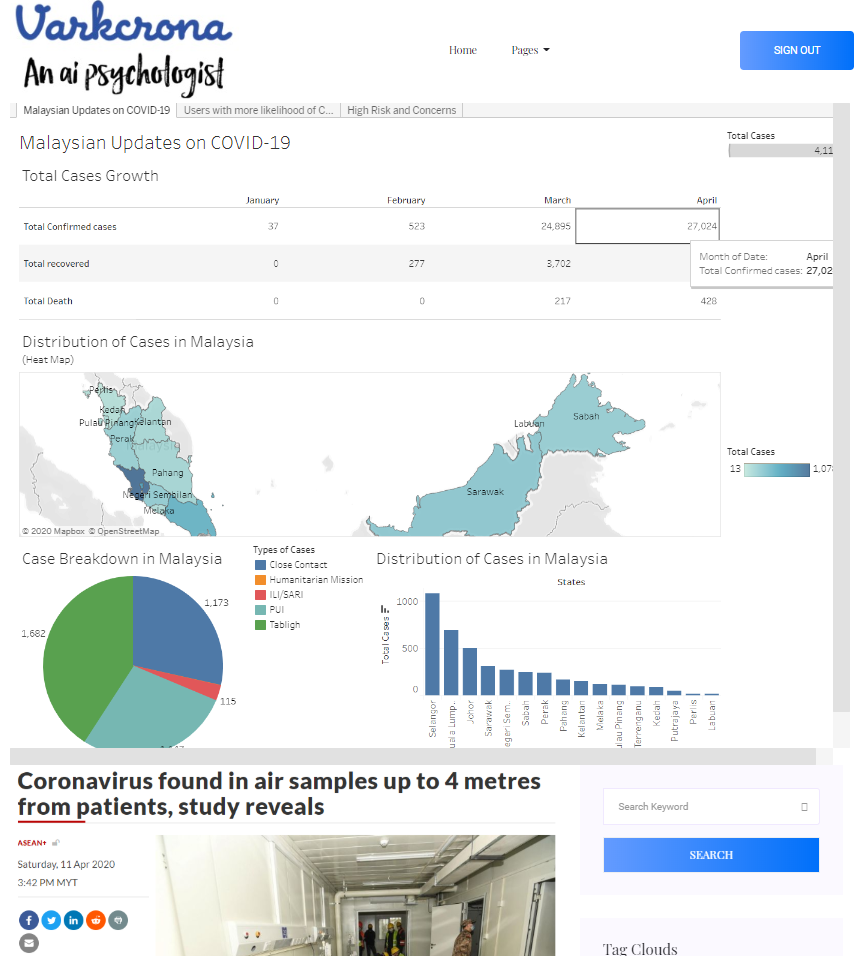 Varkcrona
An ai psychologist
Home
Pages
SIGN OUT
Malaysian Updates on COVID-19
Users with more likelihood of C...
High Risk and Concerns
Malaysian Updates on COVID-19
Total Cases
4,11
Total Cases Growth
January February March April
Total Confirmed cases 37 523 24,895 27,024
Total recovered 0 277 3,702
Month of Date: April
Total Confirmed cases: 27,02
Total Death 0 0 217 428
Distribution of Cases in Malaysia
(Heat Map)
Perlis
Kedah
Pulau Pinang Kelantan
Perak
Malaysia
Pahang
Negeri Sembilan
Melaka
Labuan
Sabah
Sarawak
© 2020 Mapbox © OpenStreetMap
Total Cases
13 1,07
Case Breakdown in Malaysia
1,173
1,682
115
Types of Cases
Close Contact
Humanitarian Mission
ILI/SARI
PUI
Tabligh
Distribution of Cases in Malaysia
States
Total Cases
1000
500
0
Selangor
uala Lump..
Johor
Sarawak
egeri Sem..
Sabah
Perak
Pahang
Kelantan
Melaka
ulau Pinang
Terrenganu
Kedah
Putrajaya
Perlis
Labuan
Coronavirus found in air samples up to 4 metres
from patients, study reveals
ASEAN+
Saturday, 11 Apr 2020
3:42 PM MYT
Search Keyword
SEARCH
Tag Clouds